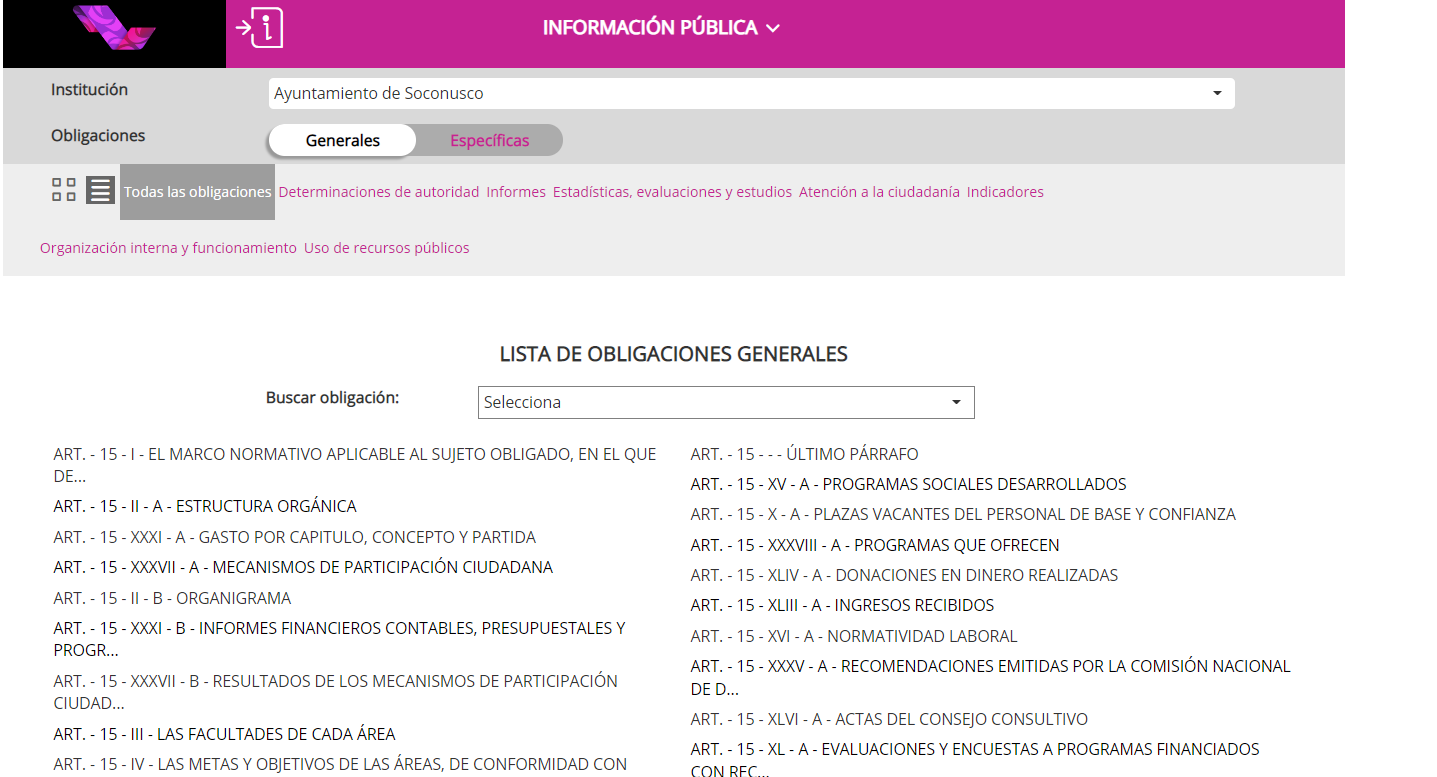 INFORMACIÓN PÚBLICA
Institución
Ayuntamiento de Soconusco
Obligaciones
Generales
Específicas
Todas las obligaciones Determinaciones de autoridad Informes Estadísticas, evaluaciones y estudios Atención a la ciudadanía Indicadores
Organización interna y funcionamiento Uso de recursos públicos
LISTA DE OBLIGACIONES GENERALES
Buscar obligación:
Selecciona
ART. - 15 - I - EL MARCO NORMATIVO APLICABLE AL SUJETO OBLIGADO, EN EL QUE
DE...
ART. - 15 - II - A - ESTRUCTURA ORGÁNICA
ART. - 15 - XXXI - A - GASTO POR CAPITULO, CONCEPTO Y PARTIDA
ART. - 15 - XXXVII - A - MECANISMOS DE PARTICIPACIÓN CIUDADANA
ART. - 15 - II - B - ORGANIGRAMA
ART. - 15 - XXXI - B - INFORMES FINANCIEROS CONTABLES, PRESUPUESTALES Y
PROGR...
ART. - 15 - XXXVII - B - RESULTADOS DE LOS MECANISMOS DE PARTICIPACIÓN
CIUDAD...
ART. - 15 - III - LAS FACULTADES DE CADA ÁREA
ART. - 15 - IV - LAS METAS Y OBJETIVOS DE LAS ÁREAS, DE CONFORMIDAD CON
ART. - 15 - - - ÚLTIMO PÁRRAFO
ART. - 15 - XV - A - PROGRAMAS SOCIALES DESARROLLADOS
ART. - 15 - X - A - PLAZAS VACANTES DEL PERSONAL DE BASE Y CONFIANZA
ART. - 15 - XXXVIII - A - PROGRAMAS QUE OFRECEN
ART. - 15 - XLIV - A - DONACIONES EN DINERO REALIZADAS
ART. - 15 - XLIII - A - INGRESOS RECIBIDOS
ART. - 15 - XVI - A - NORMATIVIDAD LABORAL
ART. - 15 - XXXV - A - RECOMENDACIONES EMITIDAS POR LA COMISIÓN NACIONAL
DE D...
ART. - 15 - XLVI - A - ACTAS DEL CONSEJO CONSULTIVO
ART. - 15 - XL - A - EVALUACIONES Y ENCUESTAS A PROGRAMAS FINANCIADOS
CON REC...